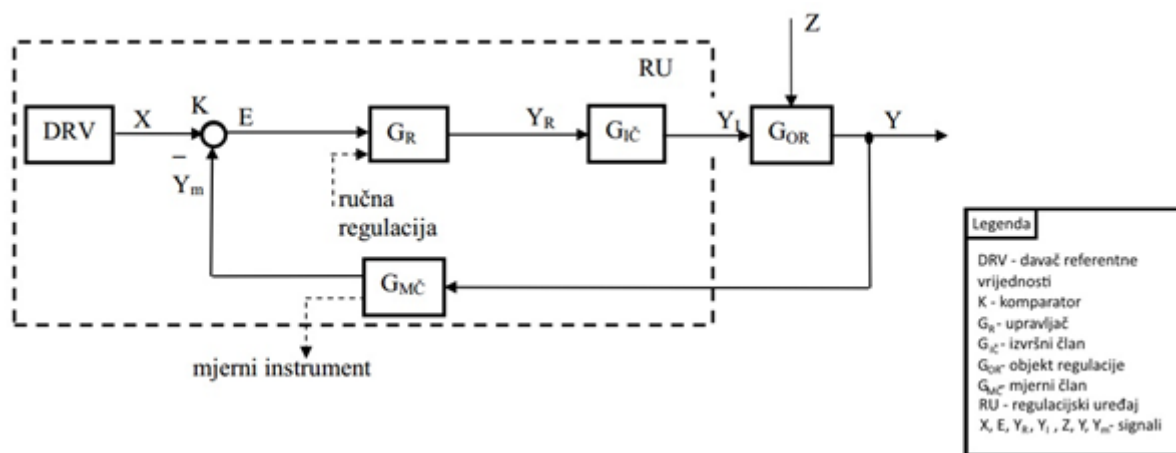 Z
RU
DRV
X
K
E
G_R
Y_R
G_IČ
Y_I
G_OR
Y
–
Y_m
ručna
regulacija
G_MČ
mjerni instrument
Legenda
DRV - davač referentne
vrijednosti
K - komparator
G_R - upravljač
G_IČ - izvršni član
G_OR- objekt regulacije
G_MČ- mjerni član
RU - regulacijski uređaj
X, E, Y_R, Y_I , Z, Y, Y_m- signali